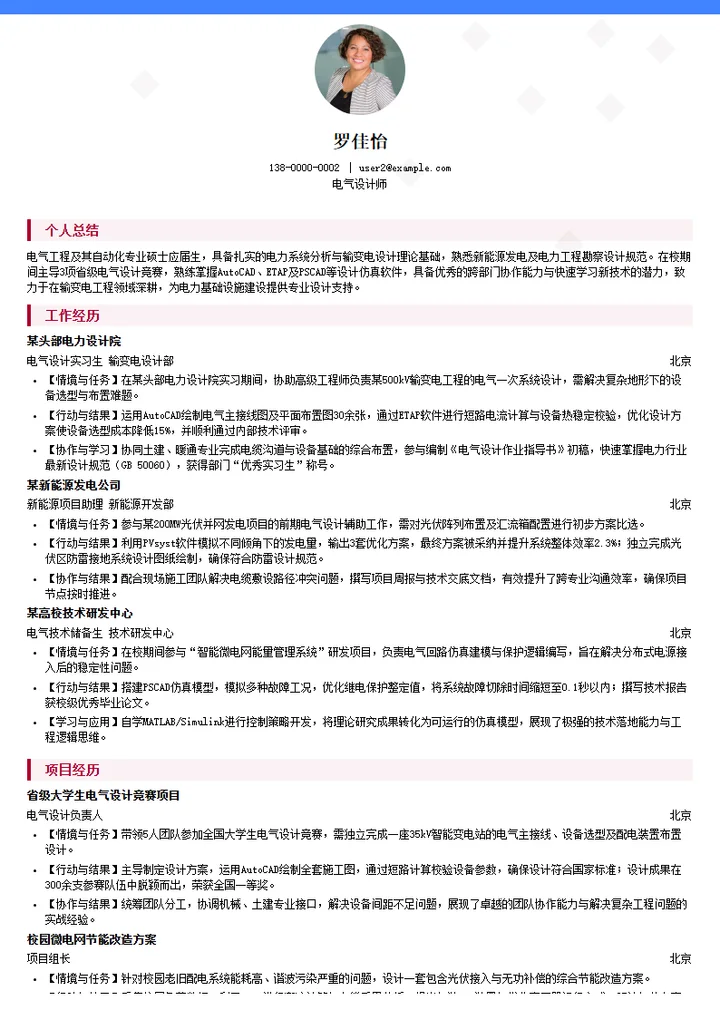 罗佳怡
138-0000-0002 | user2@example.com
电气设计师
个人总结
电气工程及其自动化专业硕士应届生，具备扎实的电力系统分析与输变电设计理论基础，熟悉新能源发电及电力工程勘察设计规范。在校期
间主导3项省级电气设计竞赛，熟练掌握AutoCAD、ETAP及PSCAD等设计仿真软件，具备优秀的跨部门协作能力与快速学习新技术的潜力，致
力于在输变电工程领域深耕，为电力基础设施建设提供专业设计支持。
工作经历
某头部电力设计院
电气设计实习生 输变电设计部 北京
• 【情境与任务】在某头部电力设计院实习期间，协助高级工程师负责某500kV输变电工程的电气一次系统设计，需解决复杂地形下的设
备选型与布置难题。
• 【行动与结果】运用AutoCAD绘制电气主接线图及平面布置图30余张，通过ETAP软件进行短路电流计算与设备热稳定校验，优化设计方
案使设备选型成本降低15%，并顺利通过内部技术评审。
• 【协作与学习】协同土建、暖通专业完成电缆沟道与设备基础的综合布置，参与编制《电气设计作业指导书》初稿，快速掌握电力行业
最新设计规范（GB 50060），获得部门“优秀实习生”称号。
某新能源发电公司
新能源项目助理 新能源开发部 北京
• 【情境与任务】参与某200MW光伏并网发电项目的前期电气设计辅助工作，需对光伏阵列布置及汇流箱配置进行初步方案比选。
• 【行动与结果】利用PVsyst软件模拟不同倾角下的发电量，输出3套优化方案，最终方案被采纳并提升系统整体效率2.3%；独立完成光
伏区防雷接地系统设计图纸绘制，确保符合防雷设计规范。
• 【协作与结果】配合现场施工团队解决电缆敷设路径冲突问题，撰写项目周报与技术交底文档，有效提升了跨专业沟通效率，确保项目
节点按时推进。
某高校技术研发中心
电气技术储备生 技术研发中心 北京
• 【情境与任务】在校期间参与“智能微电网能量管理系统”研发项目，负责电气回路仿真建模与保护逻辑编写，旨在解决分布式电源接
入后的稳定性问题。
• 【行动与结果】搭建PSCAD仿真模型，模拟多种故障工况，优化继电保护整定值，将系统故障切除时间缩短至0.1秒以内；撰写技术报告
获校级优秀毕业论文。
• 【学习与应用】自学MATLAB/Simulink进行控制策略开发，将理论研究成果转化为可运行的仿真模型，展现了极强的技术落地能力与工
程逻辑思维。
项目经历
省级大学生电气设计竞赛项目
电气设计负责人 北京
• 【情境与任务】带领5人团队参加全国大学生电气设计竞赛，需独立完成一座35kV智能变电站的电气主接线、设备选型及配电装置布置
设计。
• 【行动与结果】主导制定设计方案，运用AutoCAD绘制全套施工图，通过短路计算校验设备参数，确保设计符合国家标准；设计成果在
300余支参赛队伍中脱颖而出，荣获全国一等奖。
• 【协作与结果】统筹团队分工，协调机械、土建专业接口，解决设备间距不足问题，展现了卓越的团队协作能力与解决复杂工程问题的
实战经验。
校园微电网节能改造方案
项目组长 北京
• 【情境与任务】针对校园老旧配电系统能耗高、谐波污染严重的问题，设计一套包含光伏接入与无功补偿的综合节能改造方案。